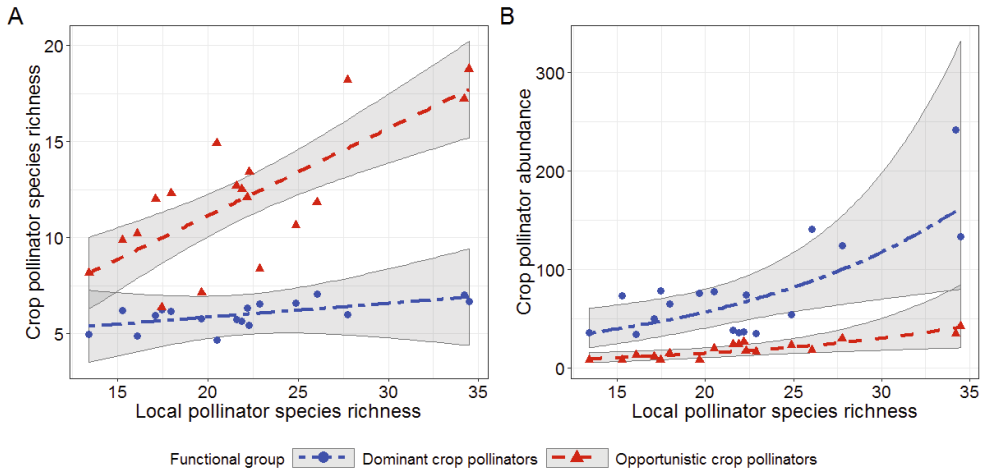 A
B
Crop pollinator species richness
20
15
10
5
15
20
25
30
35
Local pollinator species richness
Crop pollinator abundance
300
200
100
0
15
20
25
30
35
Local pollinator species richness
Functional group
Dominant crop pollinators
Opportunistic crop pollinators